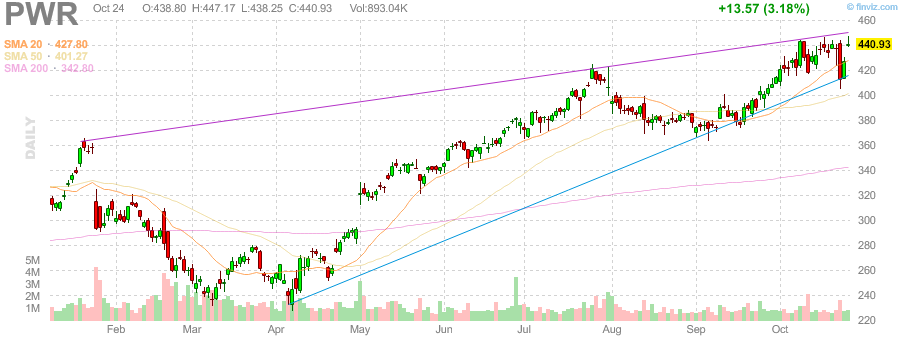 PWR Oct 24 O:438.80 H:447.17 L:438.25 C:440.93 Vol:893.04K +13.57 (3.18%) © finviz.com
SMA 20 · 427.80
SMA 50 · 401.27
SMA 200 · 342.80
DAILY
460
440.93
420
400
380
360
340
320
300
280
260
240
220
5M
4M
3M
2M
1M
Feb Mar Apr May Jun Jul Aug Sep Oct